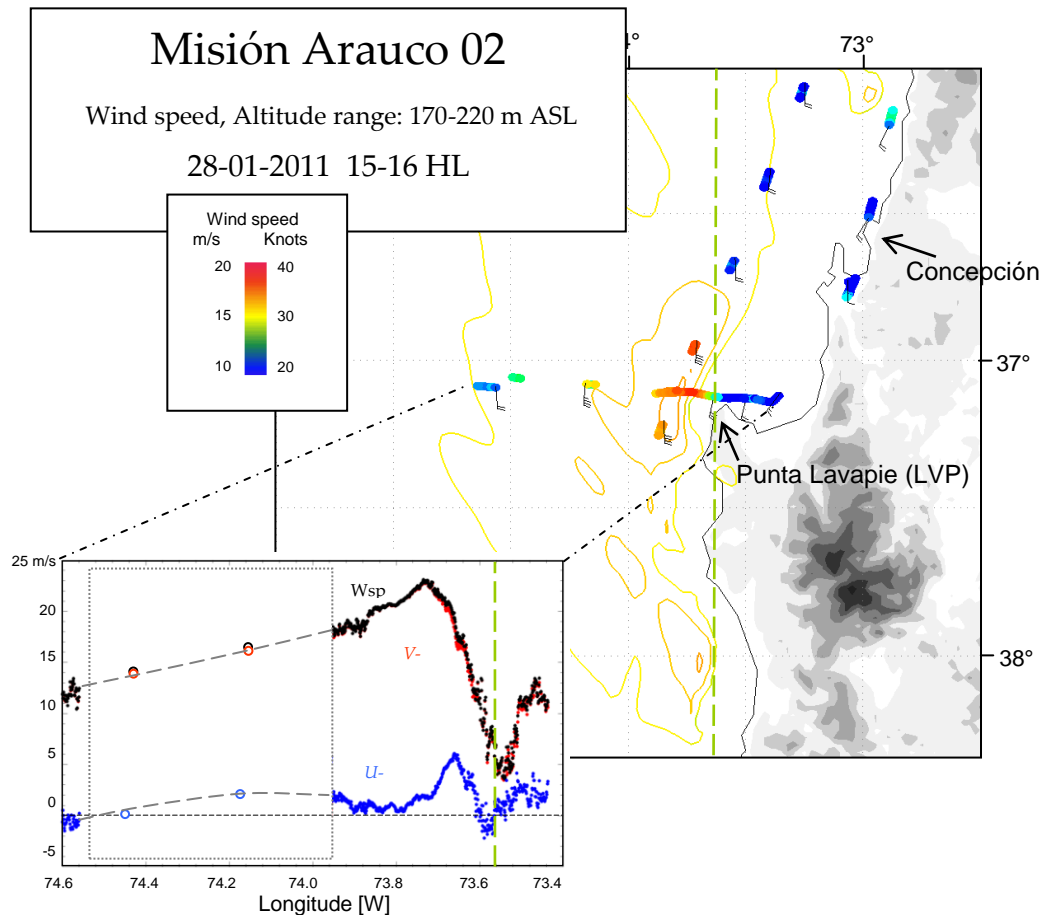 Misión Arauco 02
Wind speed, Altitude range: 170-220 m ASL
28-01-2011 15-16 HL
4°
73°
Wind speed
m/s Knots
20 40
15 30
10 20
Concepción
37°
Punta Lavapie (LVP)
38°
25 m/s
20
15
10
5
0
-5
Wsp
V-
U-
74.6 74.4 74.2 74.0 73.8 73.6 73.4
Longitude [W]